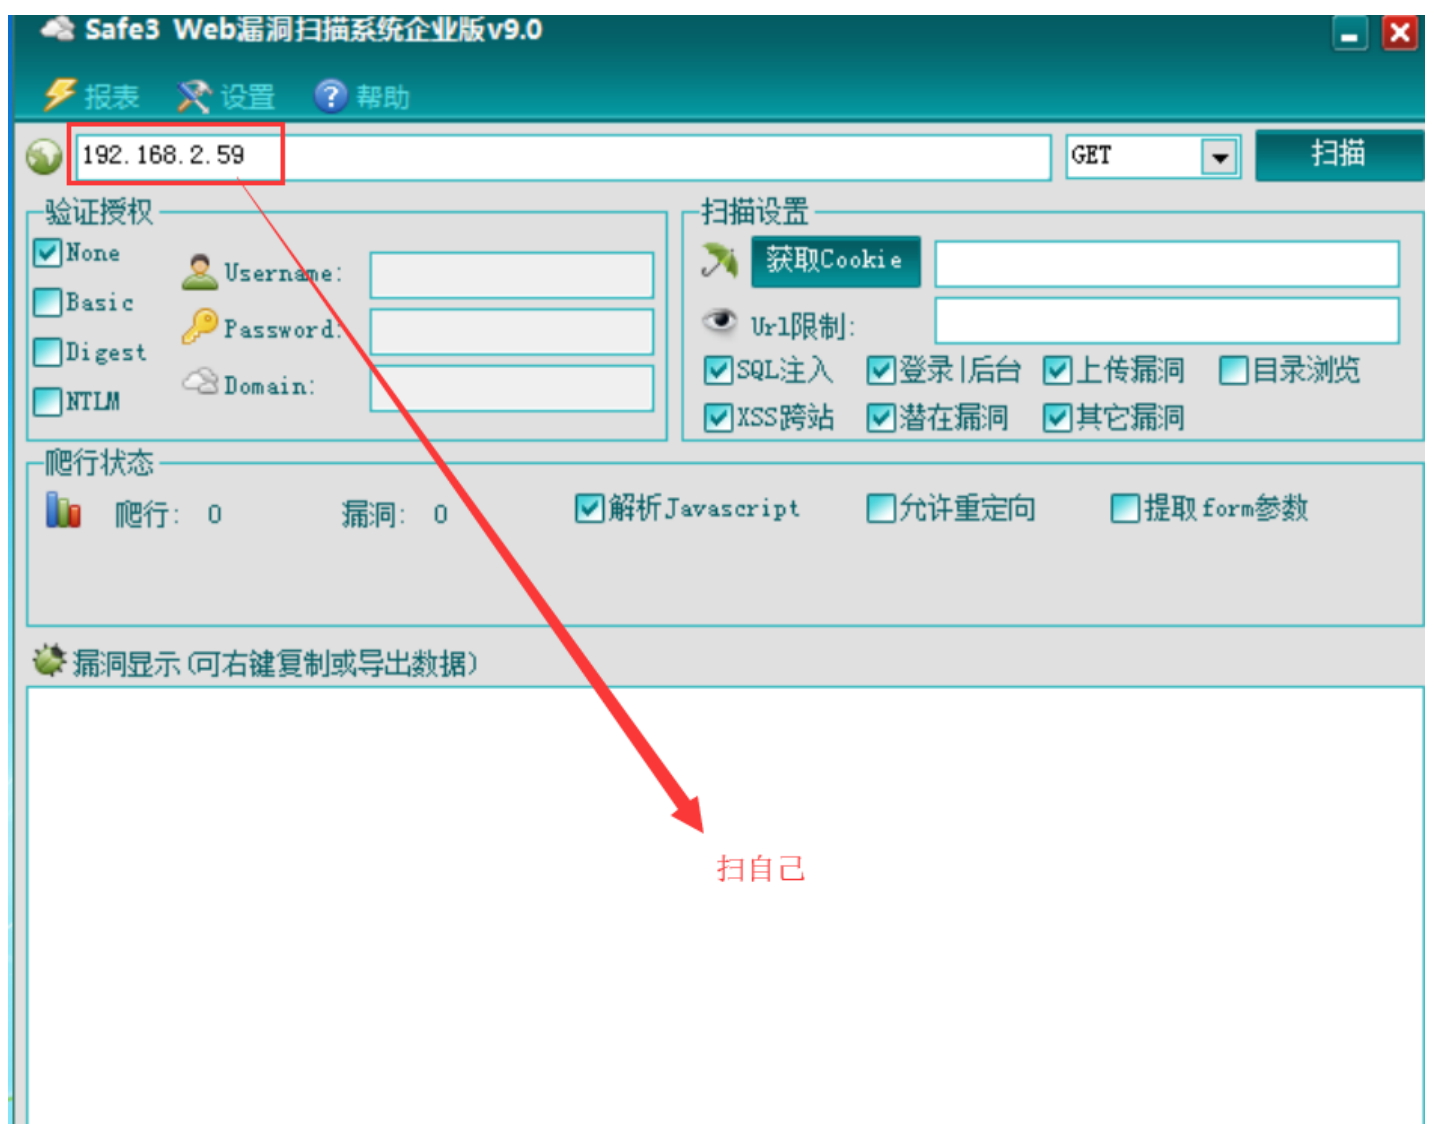 Safe3 Web漏洞扫描系统企业版v9.0
报表 设置 帮助
192.168.2.59 GET 扫描
验证授权
None
Basic
Digest
NTLM
Username:
Password:
Domain:
扫描设置
获取Cookie
Url限制:
SQL注入 登录|后台 上传漏洞 目录浏览
XSS跨站 潜在漏洞 其它漏洞
爬行状态
爬行: 0 漏洞: 0 解析Javascript 允许重定向 提取form参数
漏洞显示(可右键复制或导出数据)
扫自己